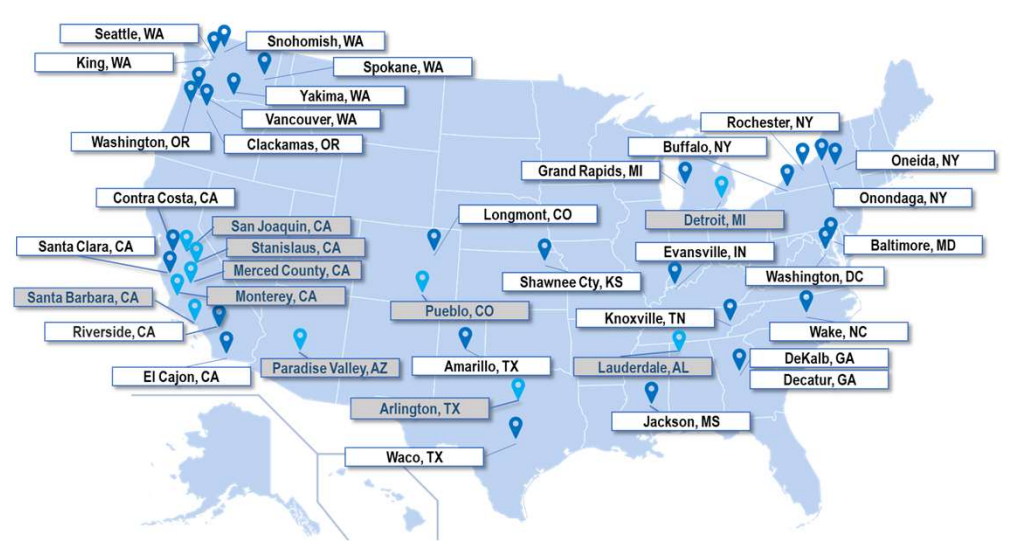 Seattle, WA
Snohomish, WA
King, WA
Spokane, WA
Yakima, WA
Vancouver, WA
Washington, OR
Clackamas, OR
Rochester, NY
Buffalo, NY
Oneida, NY
Grand Rapids, MI
Onondaga, NY
Contra Costa, CA
Detroit, MI
San Joaquin, CA
Longmont, CO
Santa Clara, CA
Stanislaus, CA
Evansville, IN
Baltimore, MD
Merced County, CA
Shawnee Cty, KS
Washington, DC
Santa Barbara, CA
Monterey, CA
Pueblo, CO
Knoxville, TN
Riverside, CA
Wake, NC
El Cajon, CA
Paradise Valley, AZ
Amarillo, TX
Lauderdale, AL
DeKalb, GA
Decatur, GA
Arlington, TX
Jackson, MS
Waco, TX